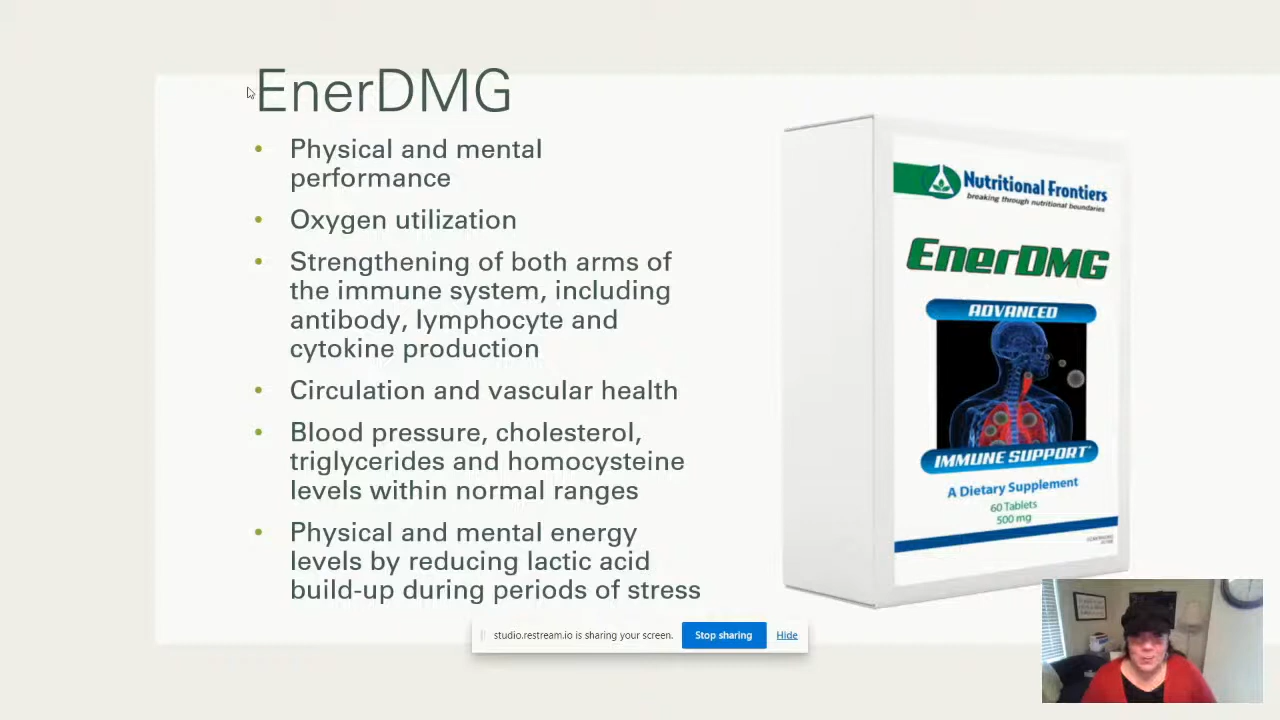 EnerDMG
• Physical and mental
performance
• Oxygen utilization
• Strengthening of both arms of
the immune system, including
antibody, lymphocyte and
cytokine production
• Circulation and vascular health
• Blood pressure, cholesterol,
triglycerides and homocysteine
levels within normal ranges
• Physical and mental energy
levels by reducing lactic acid
build-up during periods of stress
Nutritional Frontiers
breaking through nutritional boundaries
EnerDMG
ADVANCED
IMMUNE SUPPORT*
A Dietary Supplement
60 Tablets
500 mg
studio.restream.io is sharing your screen.
Stop sharing
Hide